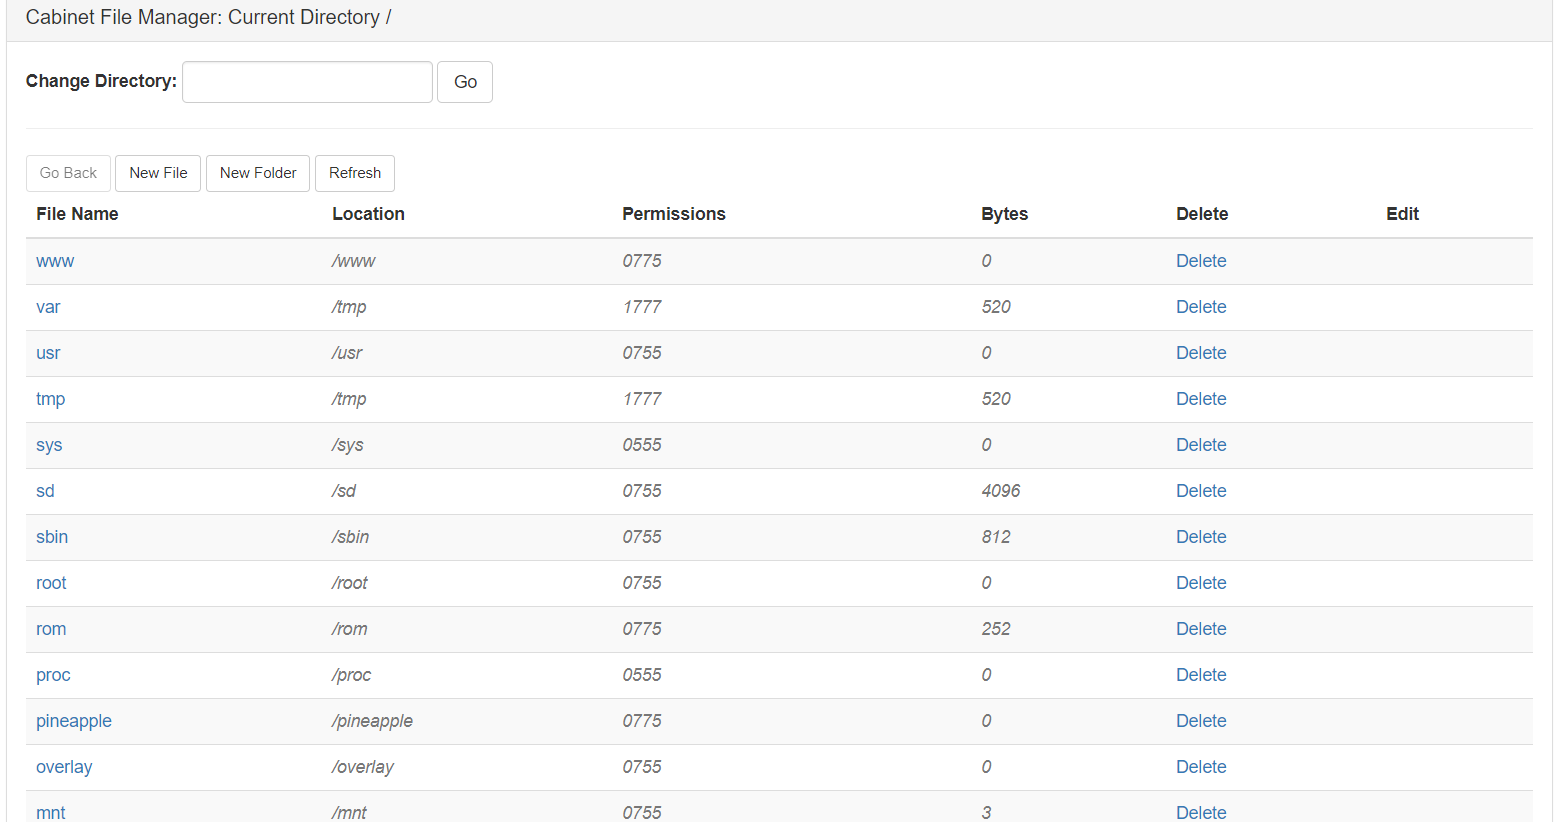 Cabinet File Manager: Current Directory /
Change Directory: Go
Go Back New File New Folder Refresh
File Name Location Permissions Bytes Delete Edit
www /www 0775 0 Delete
var /tmp 1777 520 Delete
usr /usr 0755 0 Delete
tmp /tmp 1777 520 Delete
sys /sys 0555 0 Delete
sd /sd 0755 4096 Delete
sbin /sbin 0755 812 Delete
root /root 0755 0 Delete
rom /rom 0775 252 Delete
proc /proc 0555 0 Delete
pineapple /pineapple 0775 0 Delete
overlay /overlay 0755 0 Delete
mnt /mnt 0755 3 Delete